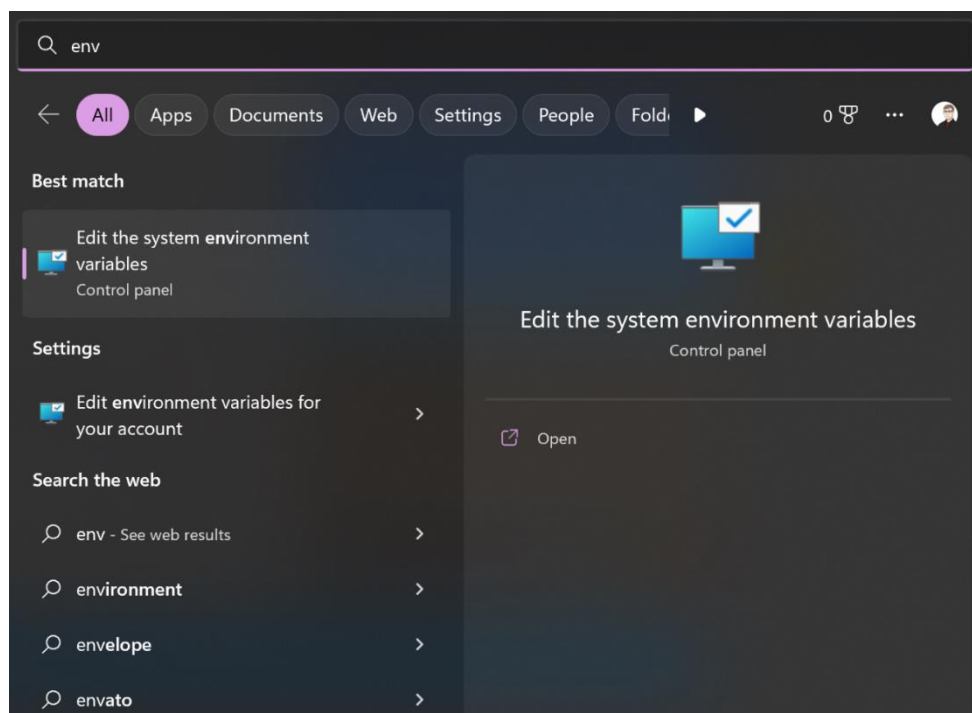 env
All Apps Documents Web Settings People Fold 0
Best match
Edit the system environment
variables
Control panel
Edit the system environment variables
Control panel
Settings
Edit environment variables for
your account
Open
Search the web
env - See web results
environment
envelope
envato